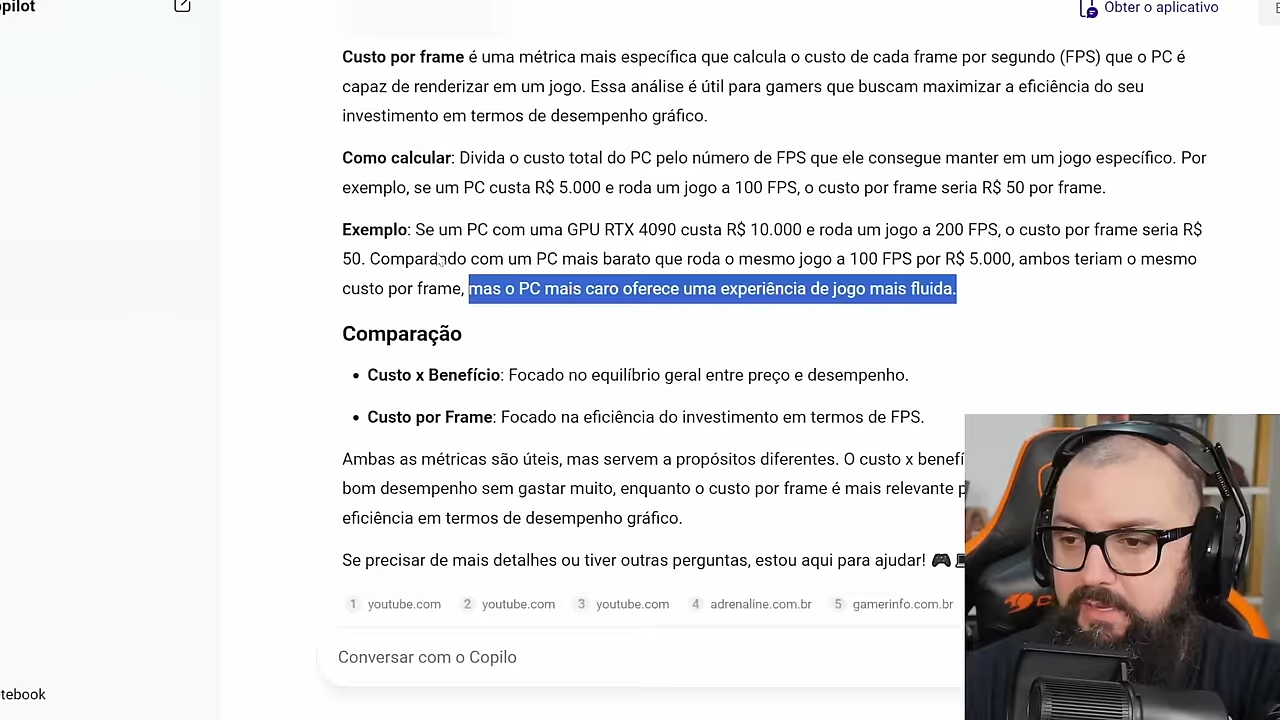 pilot
Obter o aplicativo
Custo por frame é uma métrica mais específica que calcula o custo de cada frame por segundo (FPS) que o PC é
capaz de renderizar em um jogo. Essa análise é útil para gamers que buscam maximizar a eficiência do seu
investimento em termos de desempenho gráfico.
Como calcular: Divida o custo total do PC pelo número de FPS que ele consegue manter em um jogo específico. Por
exemplo, se um PC custa R$ 5.000 e roda um jogo a 100 FPS, o custo por frame seria R$ 50 por frame.
Exemplo: Se um PC com uma GPU RTX 4090 custa R$ 10.000 e roda um jogo a 200 FPS, o custo por frame seria R$
50. Comparando com um PC mais barato que roda o mesmo jogo a 100 FPS por R$ 5.000, ambos teriam o mesmo
custo por frame, mas o PC mais caro oferece uma experiência de jogo mais fluida.
Comparação
• Custo x Benefício: Focado no equilíbrio geral entre preço e desempenho.
• Custo por Frame: Focado na eficiência do investimento em termos de FPS.
Ambas as métricas são úteis, mas servem a propósitos diferentes. O custo x benefí
bom desempenho sem gastar muito, enquanto o custo por frame é mais relevante p
eficiência em termos de desempenho gráfico.
Se precisar de mais detalhes ou tiver outras perguntas, estou aqui para ajudar! 🎮
1 youtube.com 2 youtube.com 3 youtube.com 4 adrenaline.com.br 5 gamerinfo.com.br
Conversar com o Copilo
tebook